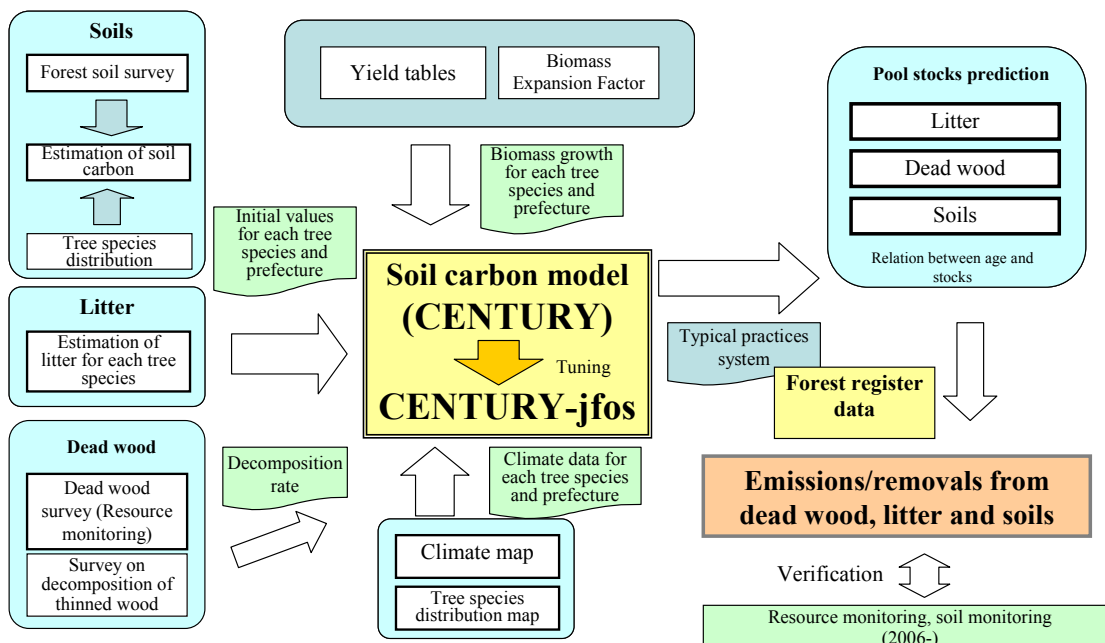 Soils
Forest soil survey
Estimation of soil
carbon
Tree species
distribution
Litter
Estimation of
litter for each tree
species
Dead wood
Dead wood
survey (Resource
monitoring)
Survey on
decomposition of
thinned wood
Yield tables
Biomass
Expansion Factor
Biomass growth
for each tree
species and
prefecture
Initial values
for each tree
species and
prefecture
Decomposition
rate
Soil carbon model
(CENTURY)
Tuning
CENTURY-jfos
Climate data for
each tree species
and prefecture
Climate map
Tree species
distribution map
Pool stocks prediction
Litter
Dead wood
Soils
Relation between age and
stocks
Typical practices
system
Forest register
data
Emissions/removals from
dead wood, litter and soils
Verification
Resource monitoring, soil monitoring
(2006-)